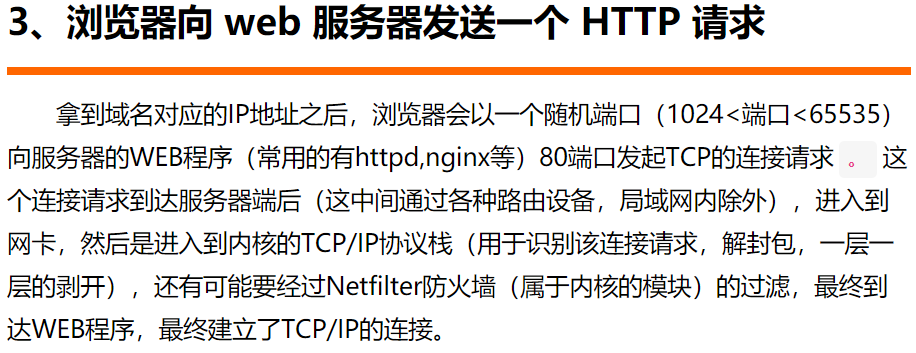 3、浏览器向 web 服务器发送一个 HTTP 请求
拿到域名对应的IP地址之后，浏览器会以一个随机端口（1024<端口<65535）
向服务器的WEB程序（常用的有httpd,nginx等）80端口发起TCP的连接请求 。 这
个连接请求到达服务器端后（这中间通过各种路由设备，局域网内除外），进入到
网卡，然后是进入到内核的TCP/IP协议栈（用于识别该连接请求，解封包，一层一
层的剥开），还有可能要经过Netfilter防火墙（属于内核的模块）的过滤，最终到
达WEB程序，最终建立了TCP/IP的连接。